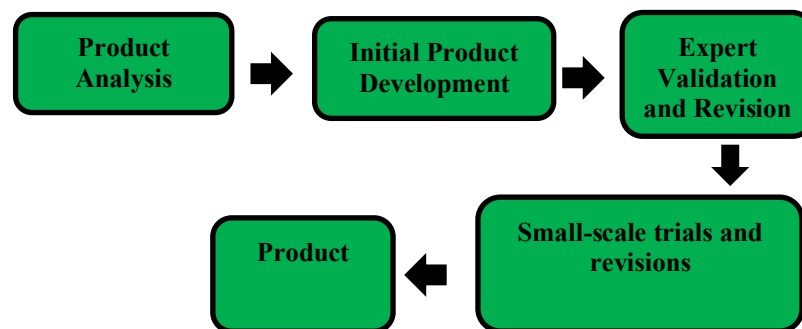 Product
Analysis
Initial Product
Development
Expert
Validation
and Revision
Small-scale trials and
revisions
Product